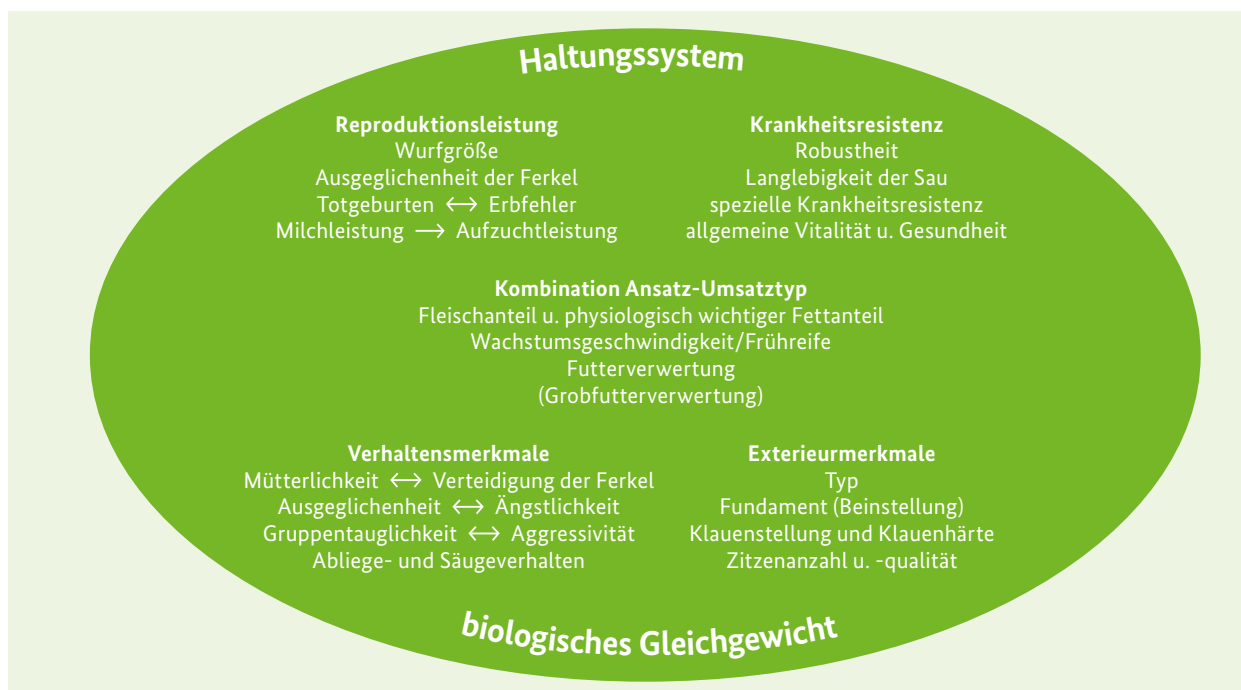 Haltungssystem
Reproduktionsleistung
Wurfgröße
Ausgeglichenheit der Ferkel
Totgeburten ↔ Erbfehler
Milchleistung → Aufzuchtleistung
Krankheitsresistenz
Robustheit
Langlebigkeit der Sau
spezielle Krankheitsresistenz
allgemeine Vitalität u. Gesundheit
Kombination Ansatz-Umsatztyp
Fleischanteil u. physiologisch wichtiger Fettanteil
Wachstumsgeschwindigkeit/Frühreife
Futterverwertung
(Grobfutterverwertung)
Verhaltensmerkmale
Mütterlichkeit ↔ Verteidigung der Ferkel
Ausgeglichenheit ↔ Ängstlichkeit
Gruppentauglichkeit ↔ Aggressivität
Abliege- und Säugeverhalten
Exterieurmerkmale
Typ
Fundament (Beinstellung)
Klauenstellung und Klauenhärte
Zitzenanzahl u. -qualität
biologisches Gleichgewicht